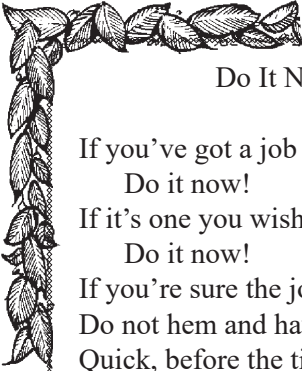 Do It N
If you’ve got a job
Do it now!
If it's one you wish
Do it now!
If you’re sure the jo
Do not hem and ha
Quick, before the ti